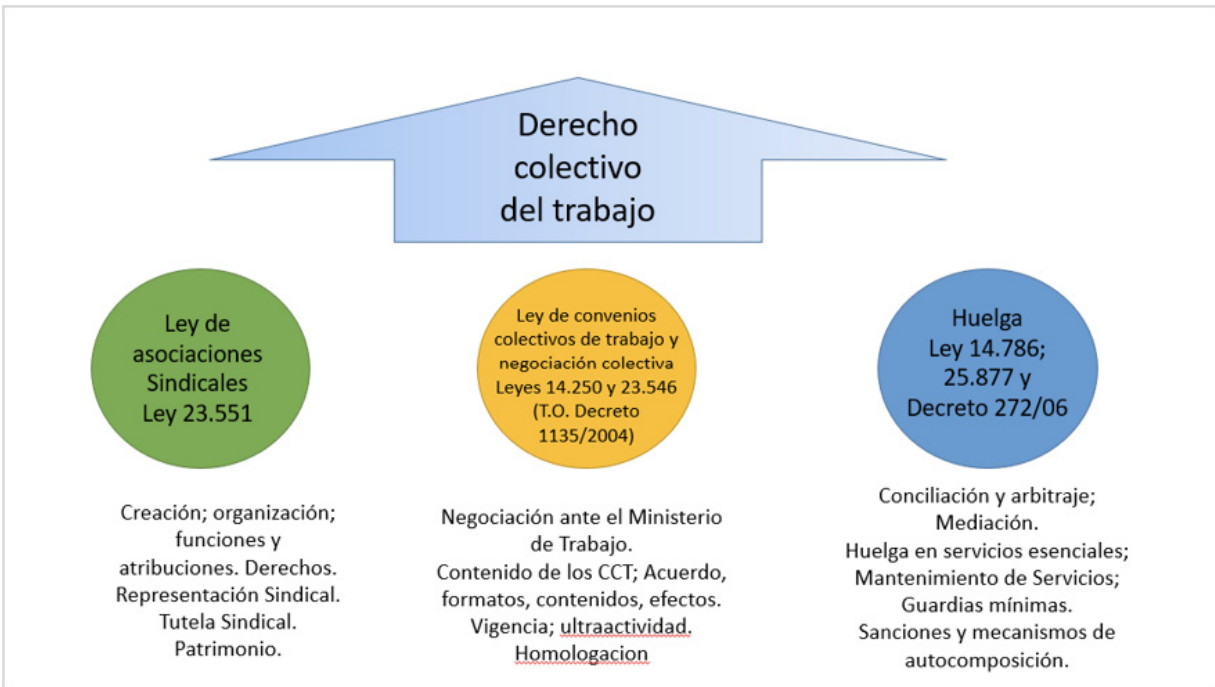 Derecho
colectivo
del trabajo
Ley de
asociaciones
Sindicales
Ley 23.551
Creación; organización;
funciones y
atribuciones. Derechos.
Representación Sindical.
Tutela Sindical.
Patrimonio.
Ley de convenios
colectivos de trabajo y
negociación colectiva
Leyes 14.250 y 23.546
(T.O. Decreto
1135/2004)
Negociación ante el Ministerio
de Trabajo.
Contenido de los CCT; Acuerdo,
formatos, contenidos, efectos.
Vigencia; ultraactividad.
Homologacion
Huelga
Ley 14.786;
25.877 y
Decreto 272/06
Conciliación y arbitraje;
Mediación.
Huelga en servicios esenciales;
Mantenimiento de Servicios;
Guardias mínimas.
Sanciones y mecanismos de
autocomposición.